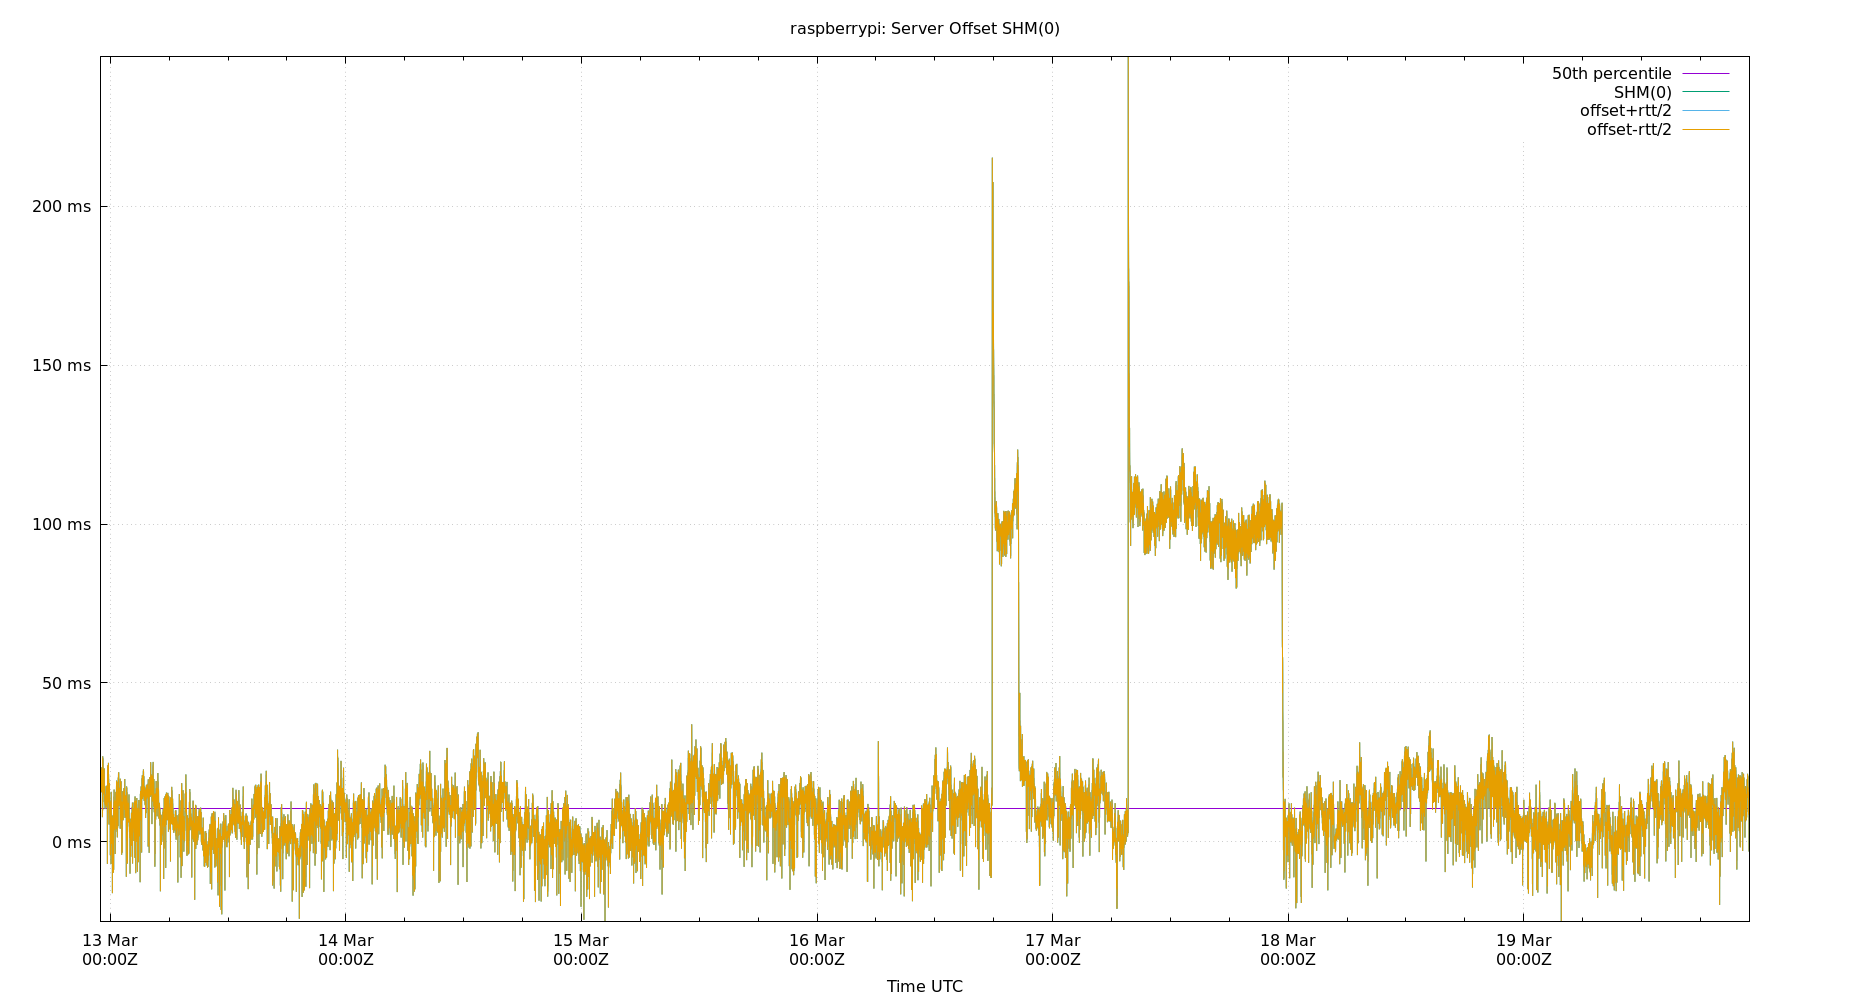 raspberrypi: Server Offset SHM(0)
50th percentile
SHM(0)
offset+rtt/2
offset-rtt/2
200 ms
150 ms
100 ms
50 ms
0 ms
13 Mar 14 Mar 15 Mar 16 Mar 17 Mar 18 Mar 19 Mar
00:00Z 00:00Z 00:00Z 00:00Z 00:00Z 00:00Z 00:00Z
Time UTC